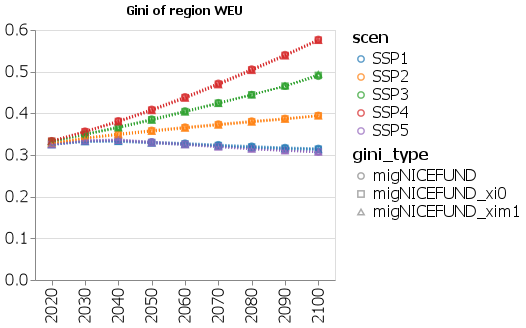 Gini of region WEU
0.6
0.5
0.4
0.3
0.2
0.1
0.0
2020
2030
2040
2050
2060
2070
2080
2090
2100
scen
SSP1
SSP2
SSP3
SSP4
SSP5
gini_type
migNICEFUND
migNICEFUND_xi0
migNICEFUND_xim1